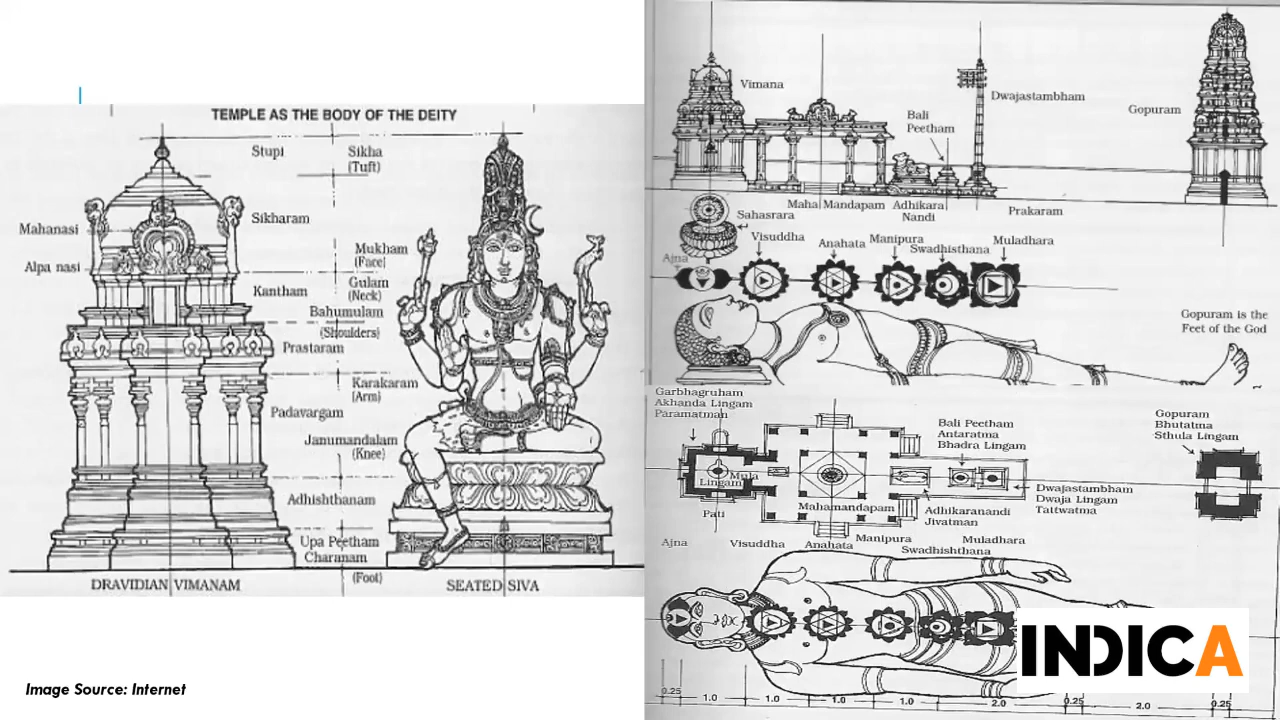 TEMPLE AS THE BODY OF THE DEITY
Stupi
Sikha
(Tuft)
Mahanasi
Sikharam
Alpa nasi
Mukham
(Face)
Kantham
Gulam
(Neck)
Bahumulam
(Shoulders)
Prastaram
Karakaram
(Arm)
Padavargam
Janumandalam
(Knee)
Adhishthanam
Upa Peetham
Charanam
(Foot)
DRAVIDIAN VIMANAM
SEATED SIVA
Image Source: Internet
Vimana
Bali
Peetham
Dwajastambham
Gopuram
Maha Mandapam
Adhikara
Nandi
Prakaram
Sahasrara
Ajna
Visuddha
Anahata
Manipura
Swadhisthana
Muladhara
Gopuram is the
Feet of the God
Garbhagruham
Akhanda Lingam
Paramatman
Mula
Lingam
Pati
Mahamandapam
Bali Peetham
Antaratma
Bhadra Lingam
Adhikaranandi
Jivatman
Dwajastambham
Dwaja Lingam
Tattwatma
Gopuram
Bhutatma
Sthula Lingam
Ajna
Visuddha
Anahata
Manipura
Swadhishthana
Muladhara
INDICA
0.25
1.0
1.0
1.0
1.0
2.0
0.25
2.0
0.25